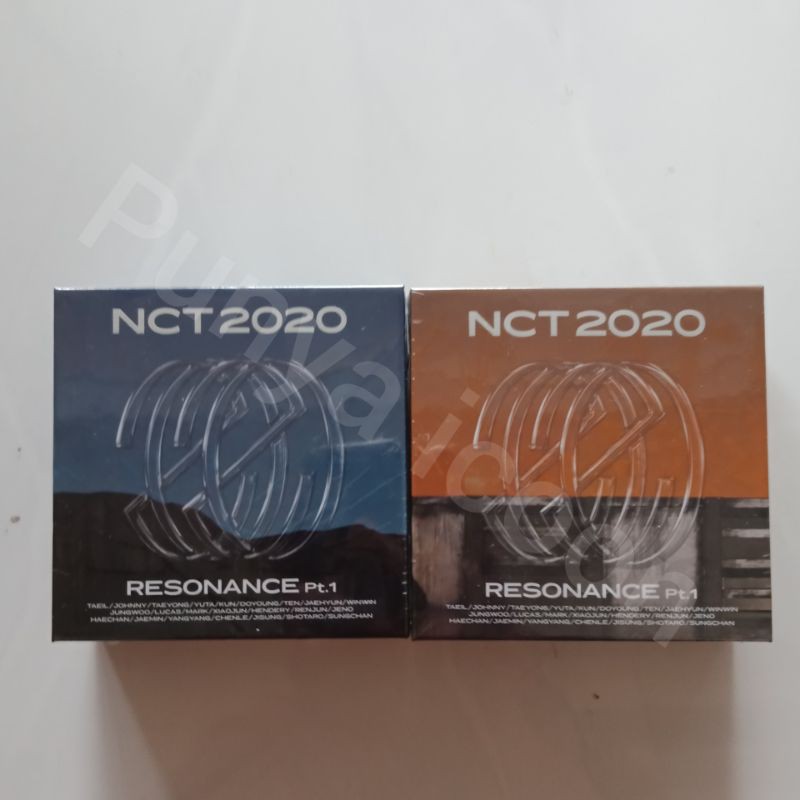 NCT 2020
RESONANCE Pt.1
TAEIL / JOHNNY / TAEYONG / YUTA / KUN / DOYOUNG / TEN / JAEHYUN / WINWIN
JUNGWOO / LUCAS / MARK / XIAOJUN / HENDERY / RENJUN / JENO
HAECHAN / JAEMIN / YANGYANG / CHENLE / JISUNG / SHOTARO / SUNGCHAN
NCT 2020
RESONANCE Pt.1
TAEIL / JOHNNY / TAEYONG / YUTA / KUN / DOYOUNG / TEN / JAEHYUN / WINWIN
JUNGWOO / LUCAS / MARK / XIAOJUN / HENDERY / RENJUN / JENO
HAECHAN / JAEMIN / YANGYANG / CHENLE / JISUNG / SHOTARO / SUNGCHAN
Punya